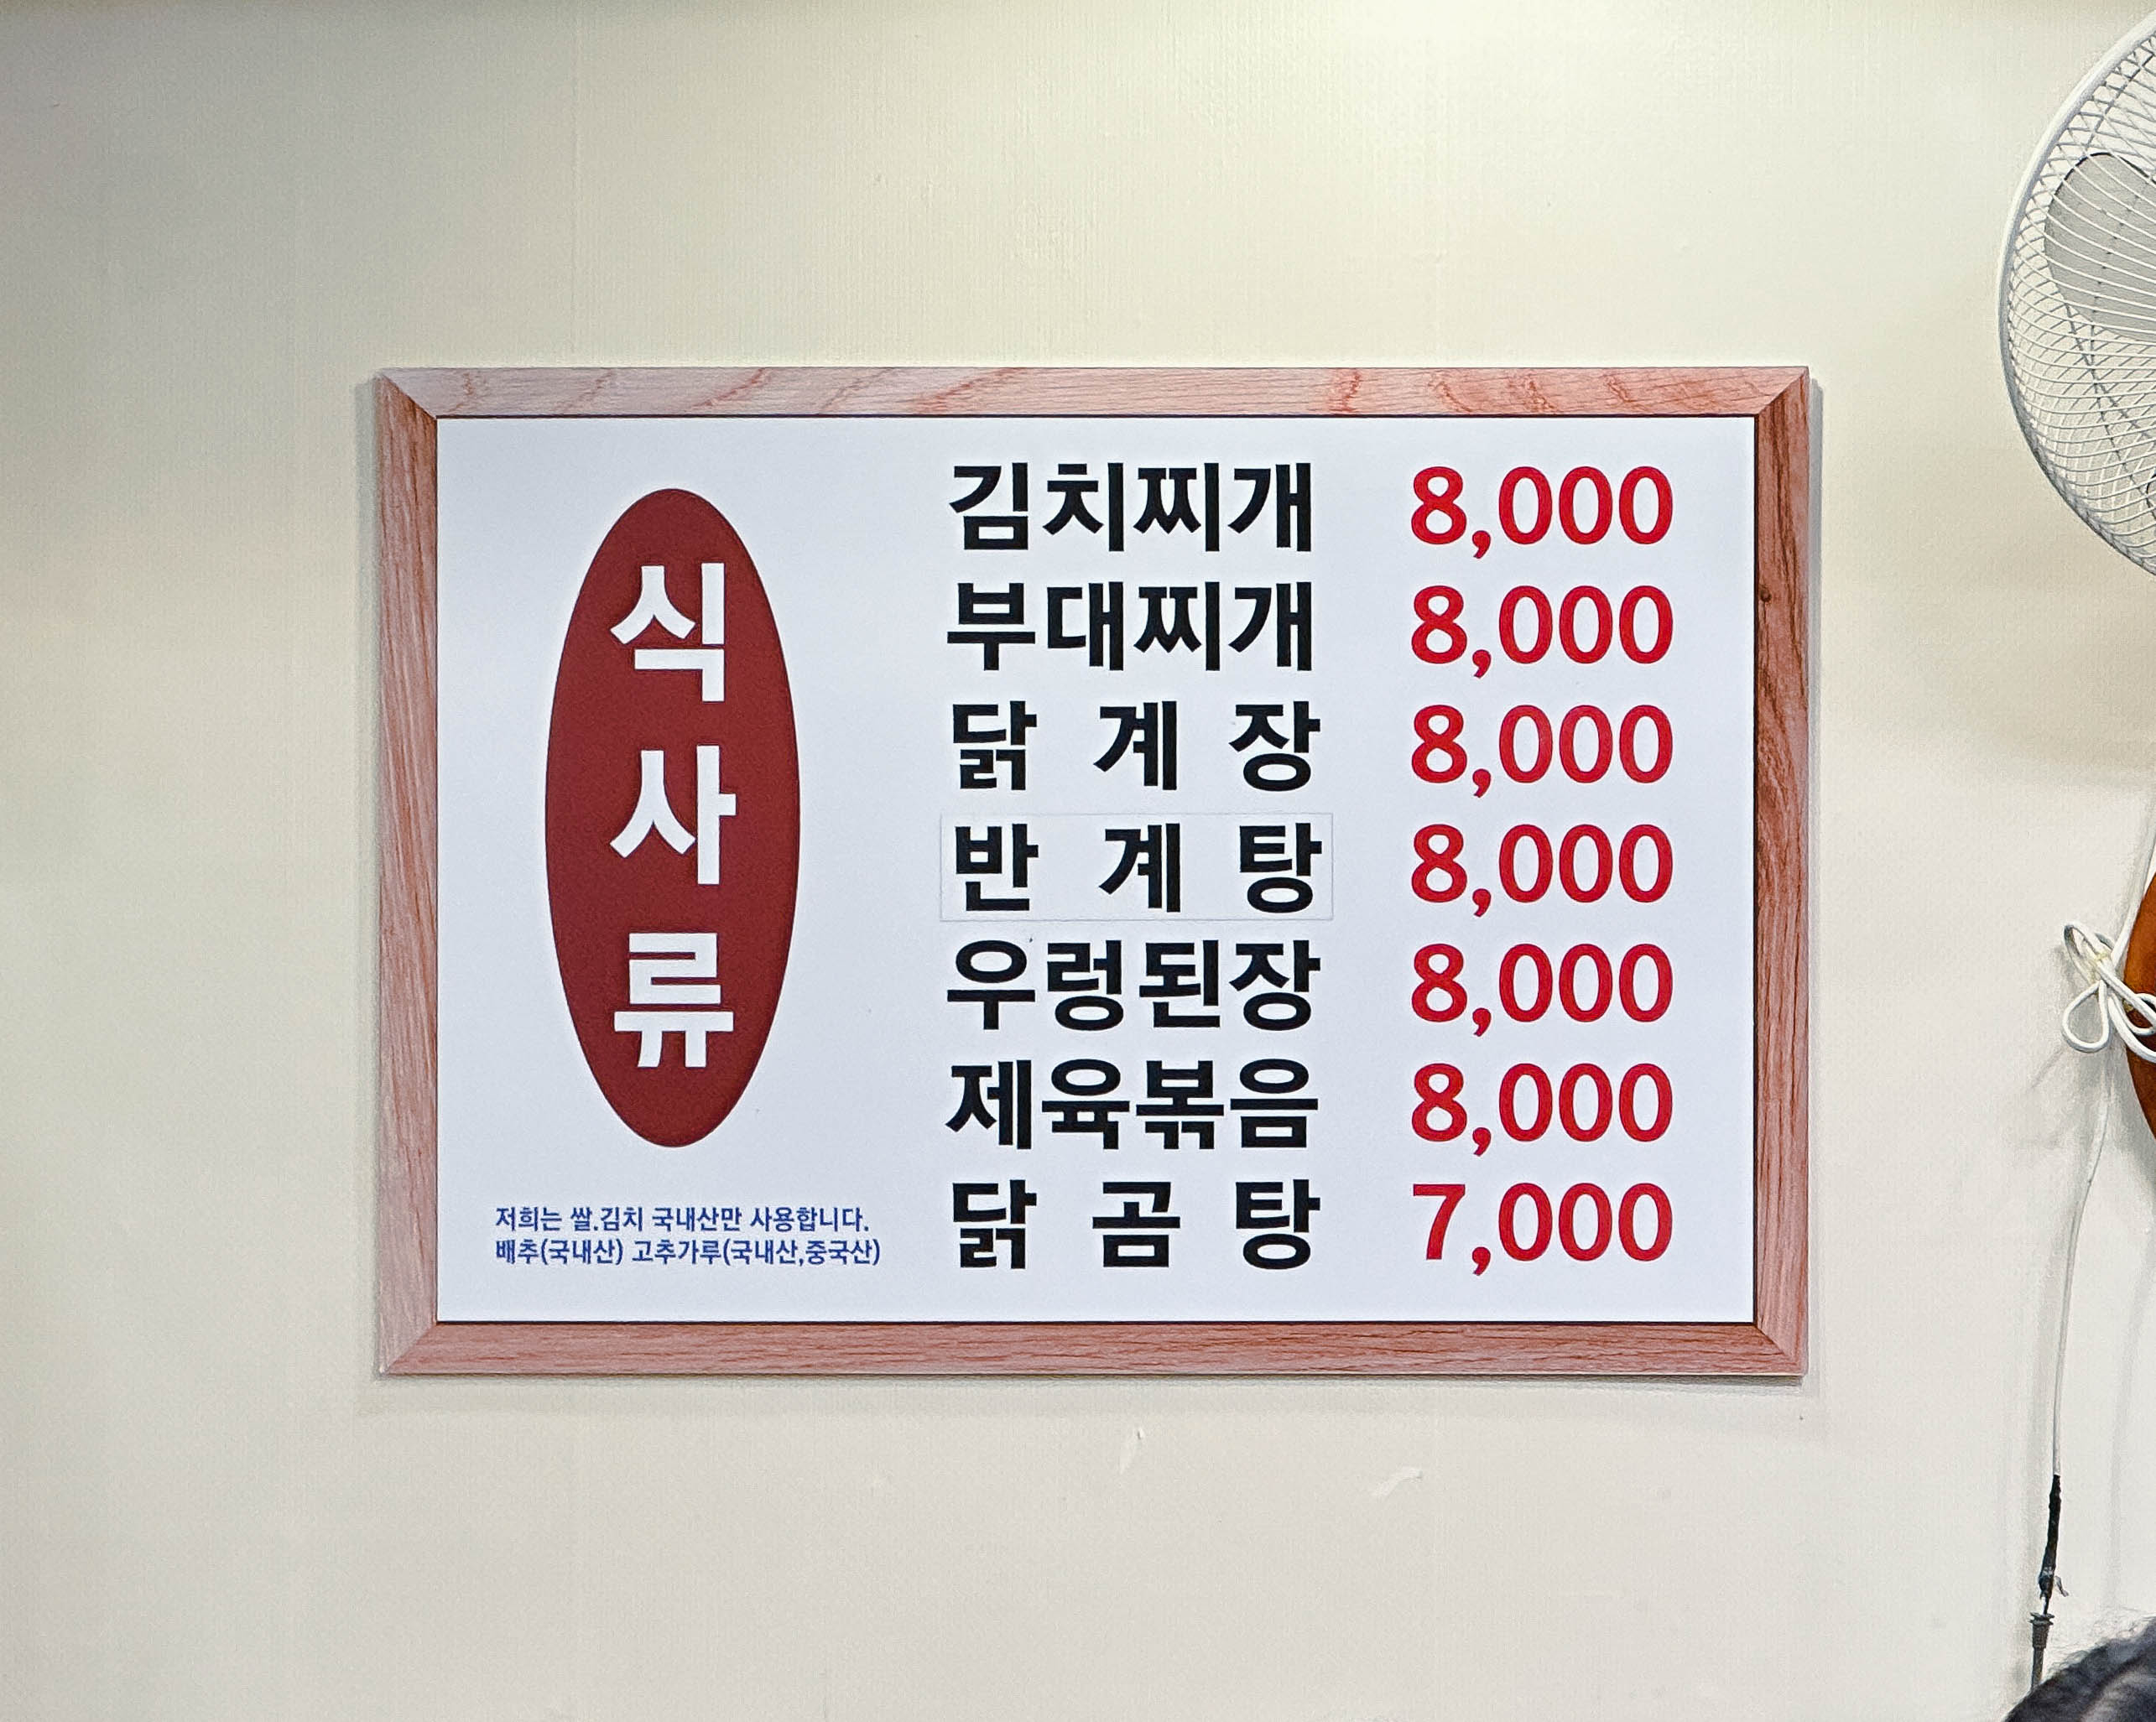 식사류
김치찌개 8,000
부대찌개 8,000
닭계장 8,000
반계탕 8,000
우렁된장 8,000
제육볶음 8,000
닭곰탕 7,000
저희는 쌀.김치 국내산만 사용합니다.
배추(국내산) 고추가루(국내산,중국산)